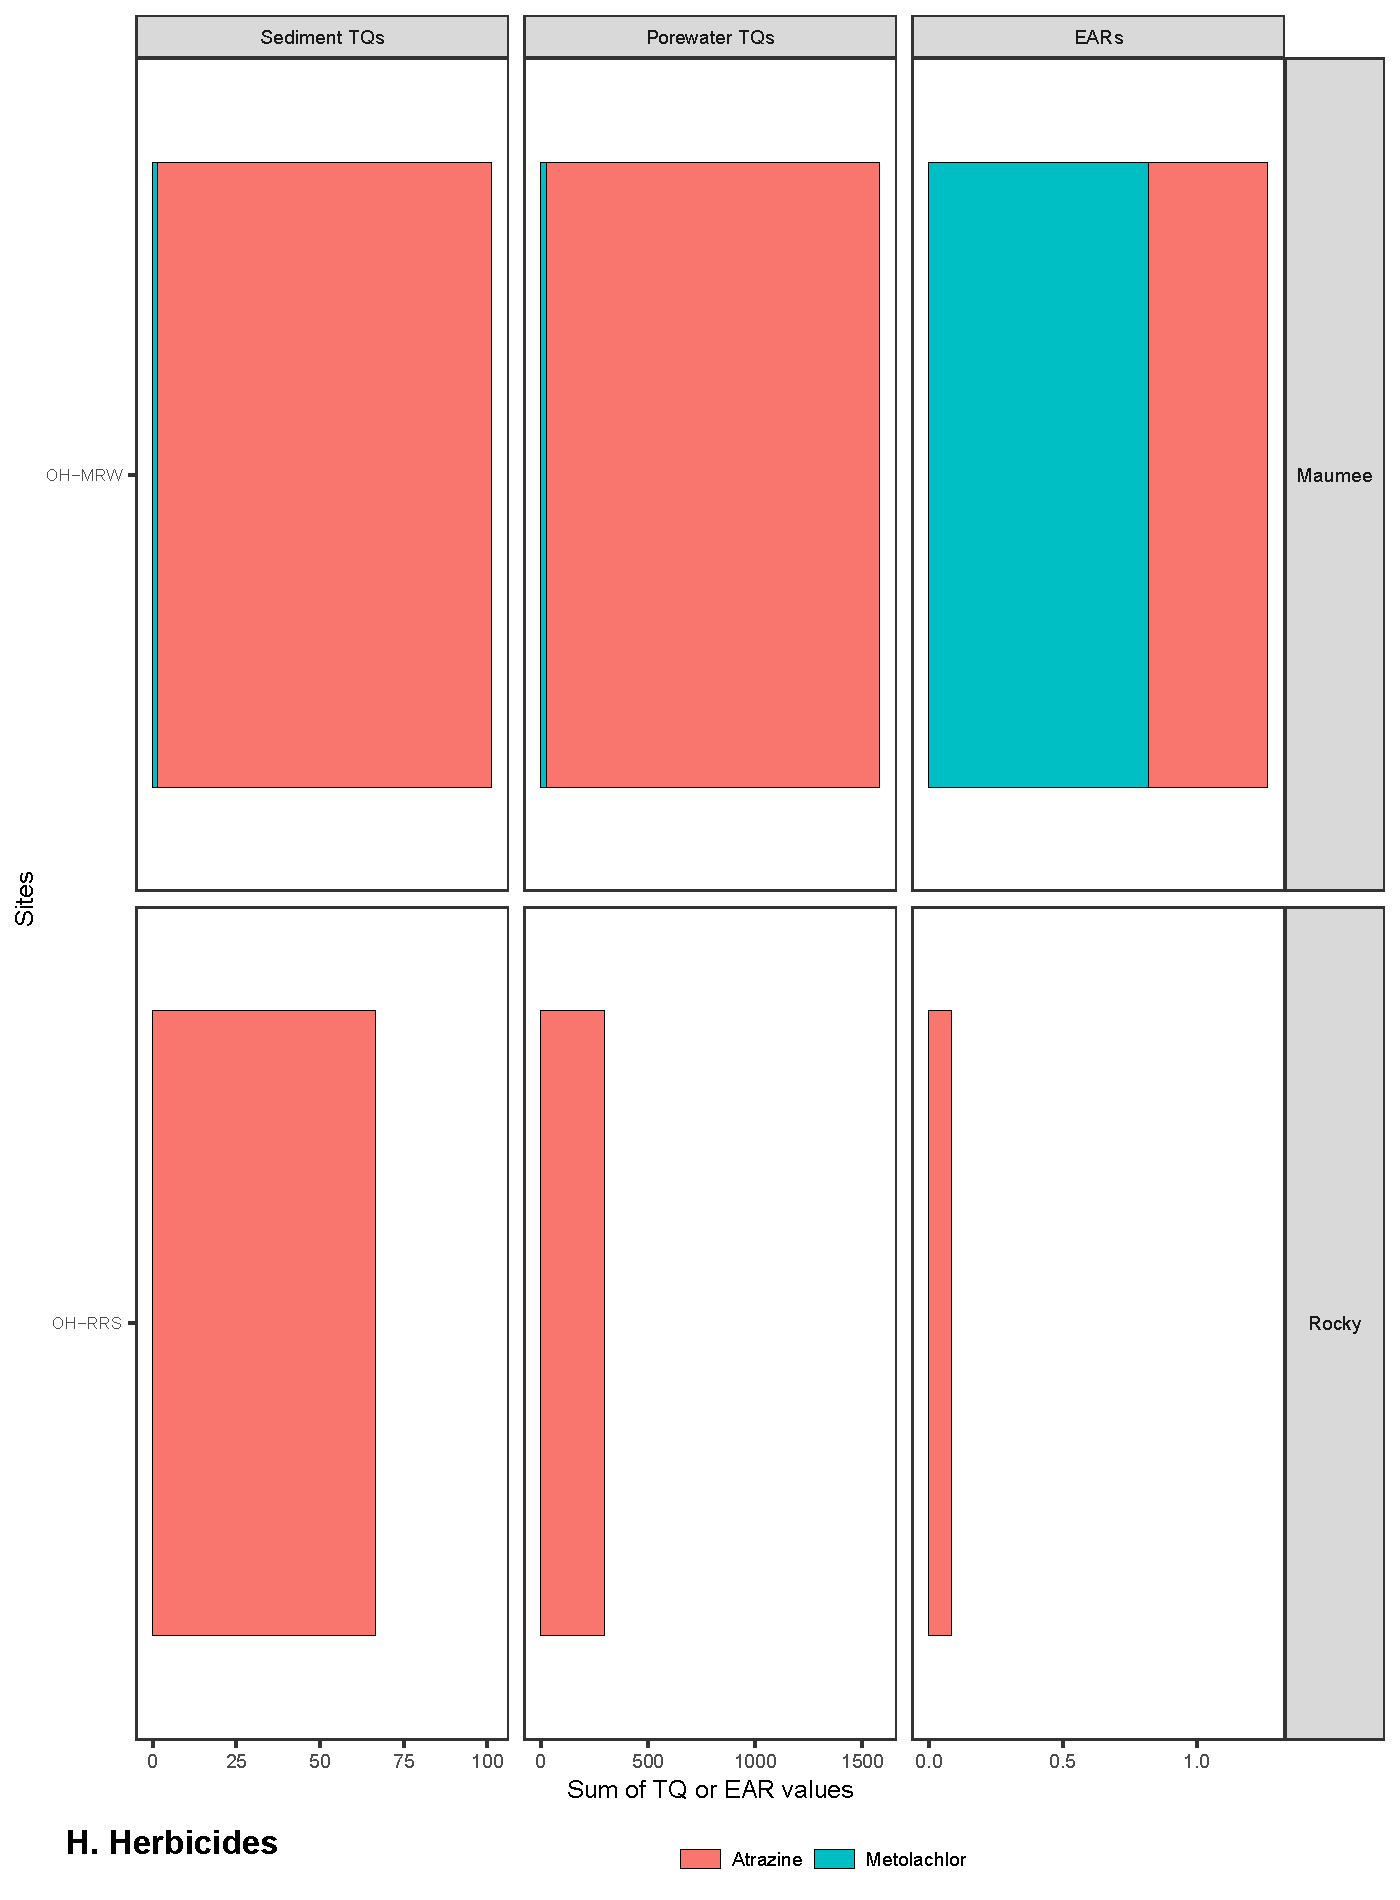 Sediment TQs
Porewater TQs
EARs
OH−MRW
Maumee
Sites
OH−RRS
Rocky
0 25 50 75 100
0 500 1000 1500
0.0 0.5 1.0
Sum of TQ or EAR values
H. Herbicides
Atrazine
Metolachlor